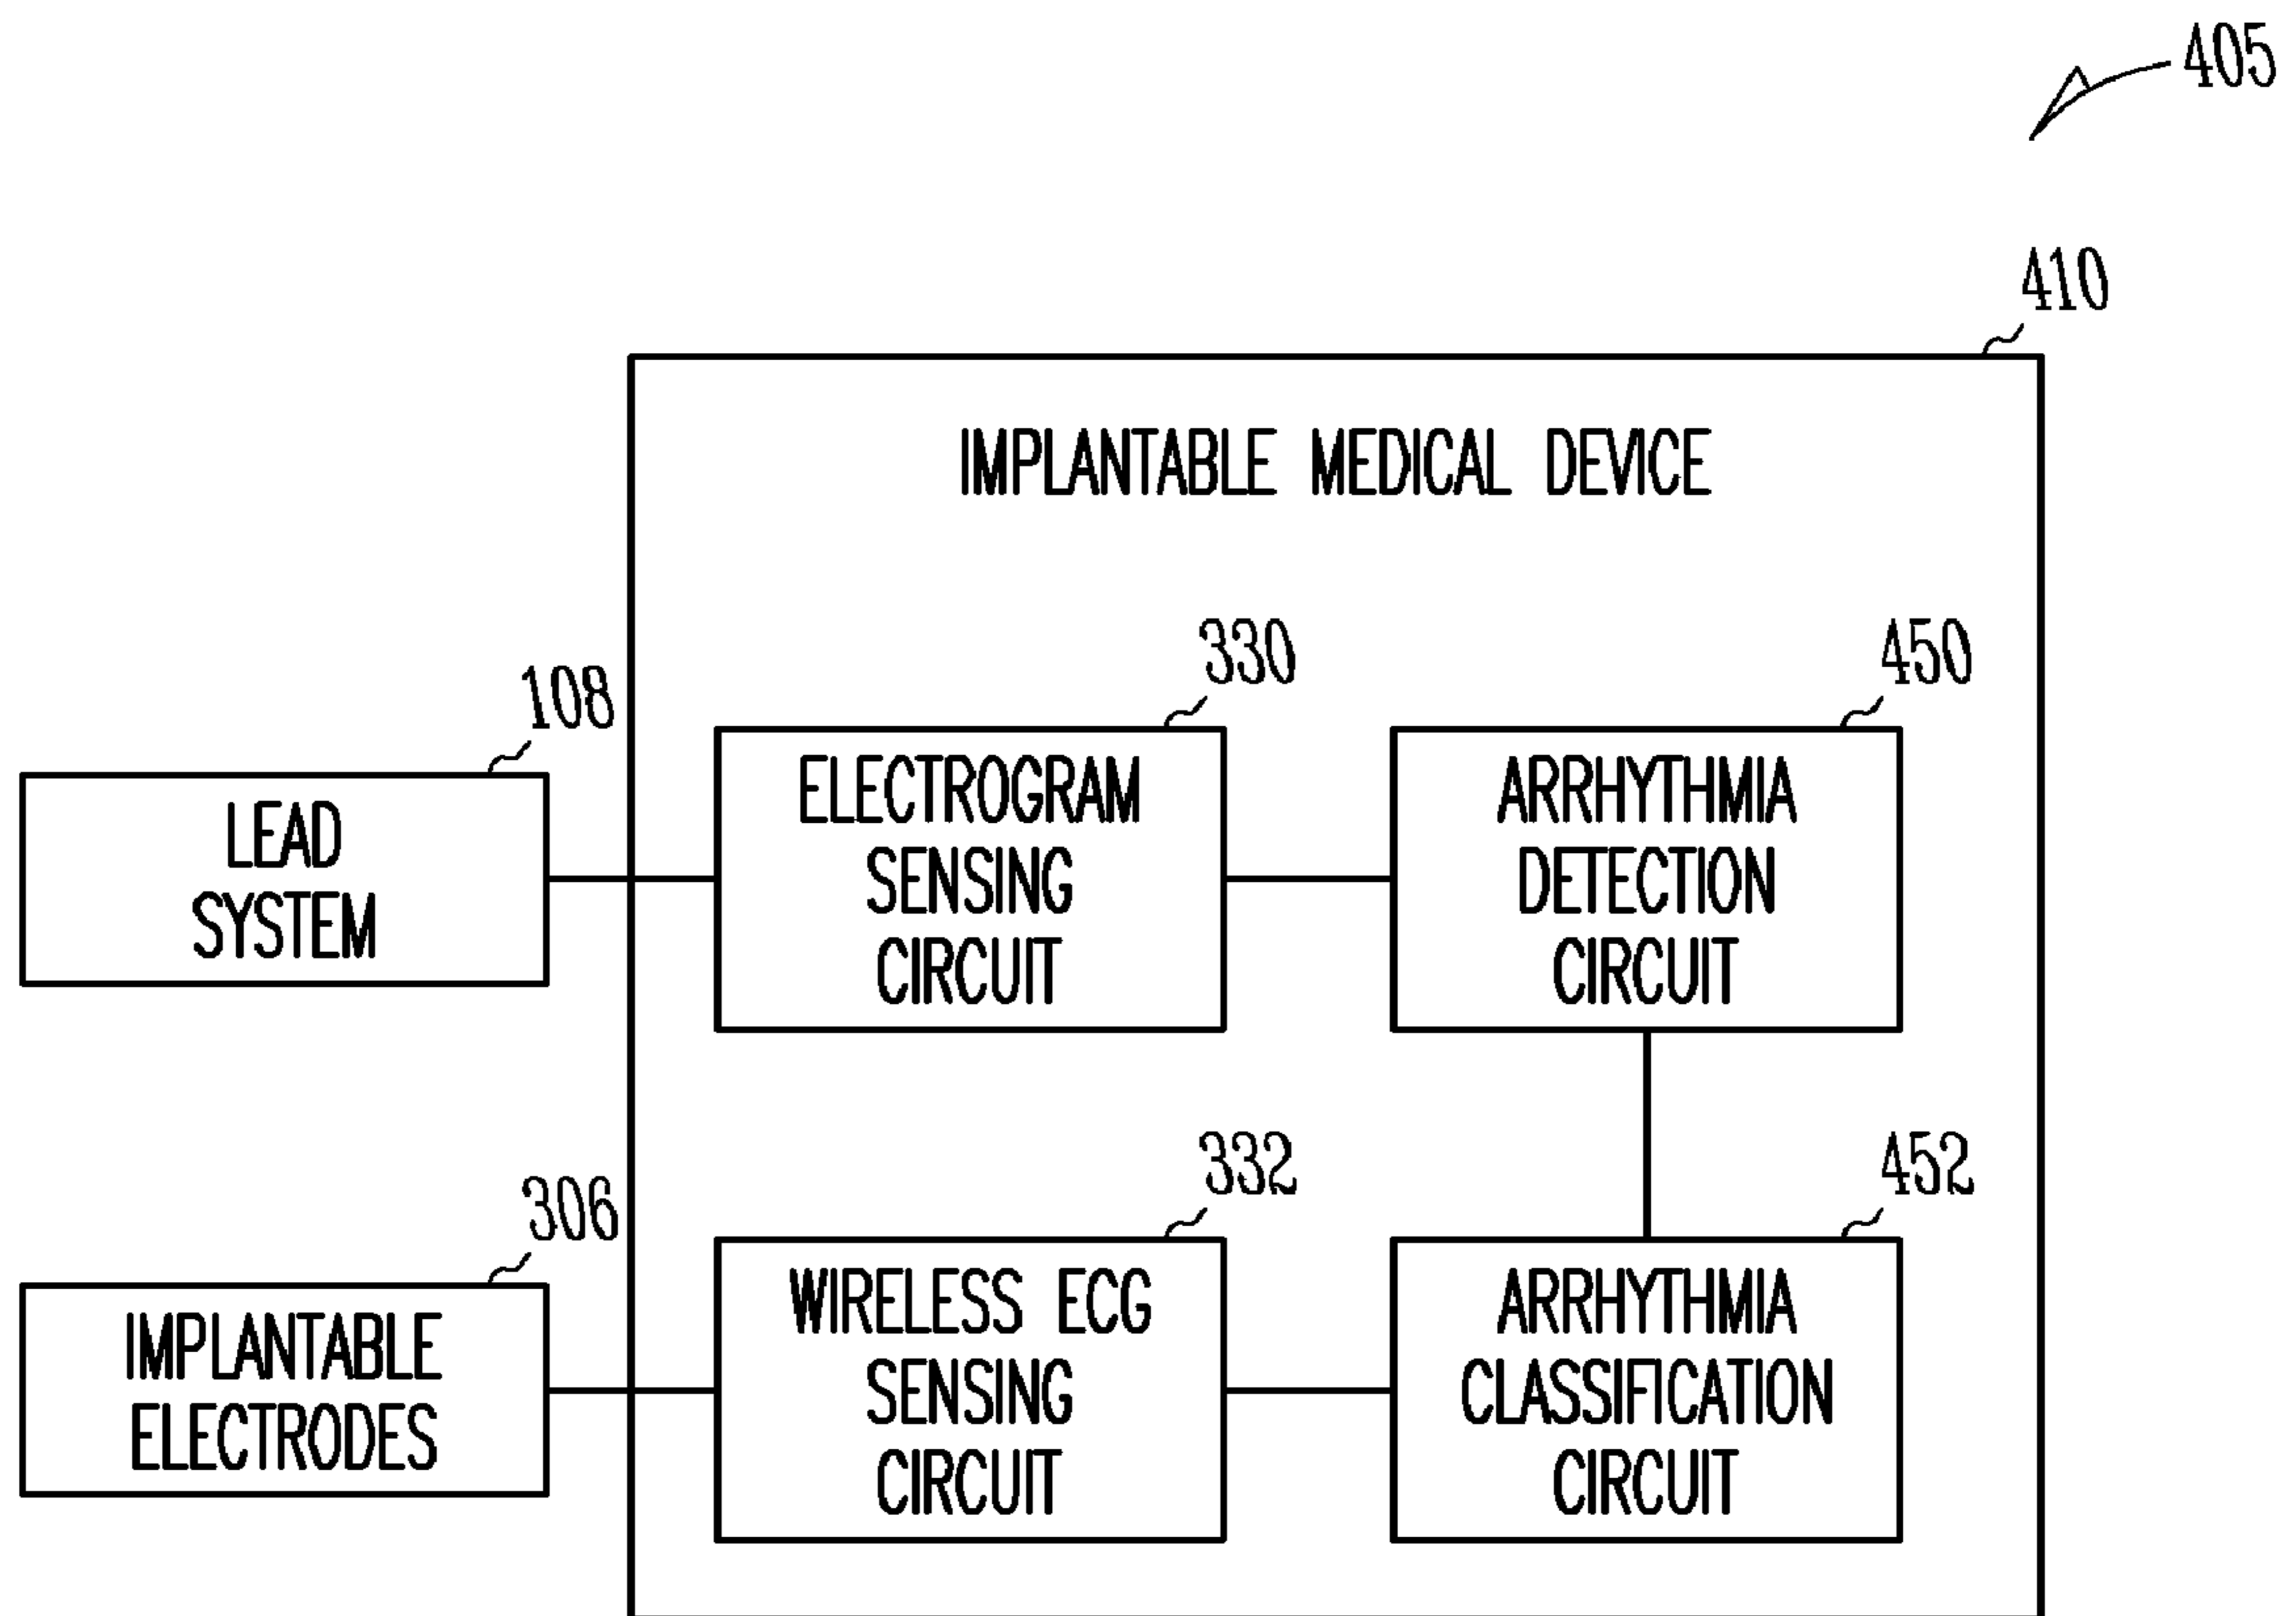 405
410
IMPLANTABLE MEDICAL DEVICE
108
LEAD
SYSTEM
330
ELECTROGRAM
SENSING
CIRCUIT
450
ARRHYTHMIA
DETECTION
CIRCUIT
306
IMPLANTABLE
ELECTRODES
332
WIRELESS ECG
SENSING
CIRCUIT
452
ARRHYTHMIA
CLASSIFICATION
CIRCUIT